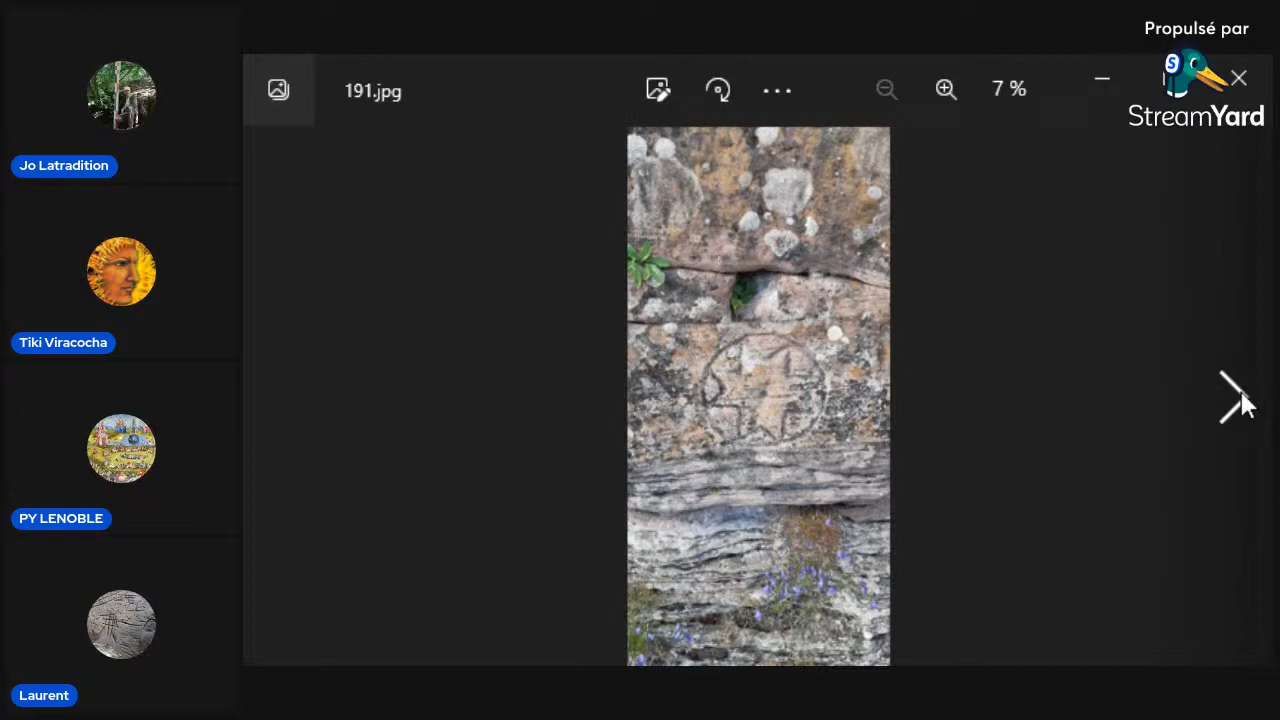 Propulsé par
StreamYard
191.jpg
7 %
Jo Latradition
Tiki Viracocha
PY LENOBLE
Laurent